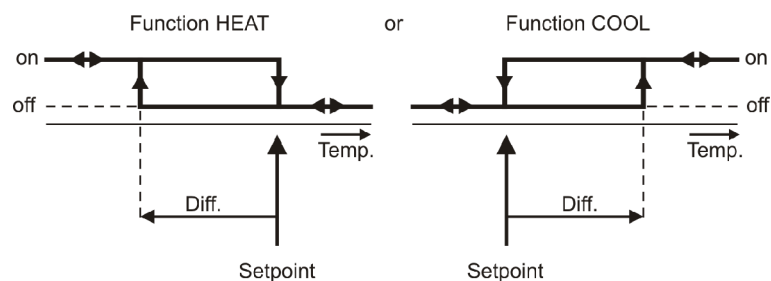 Function HEAT or Function COOL
on on
off off
Temp. Temp.
Diff. Diff.
Setpoint Setpoint